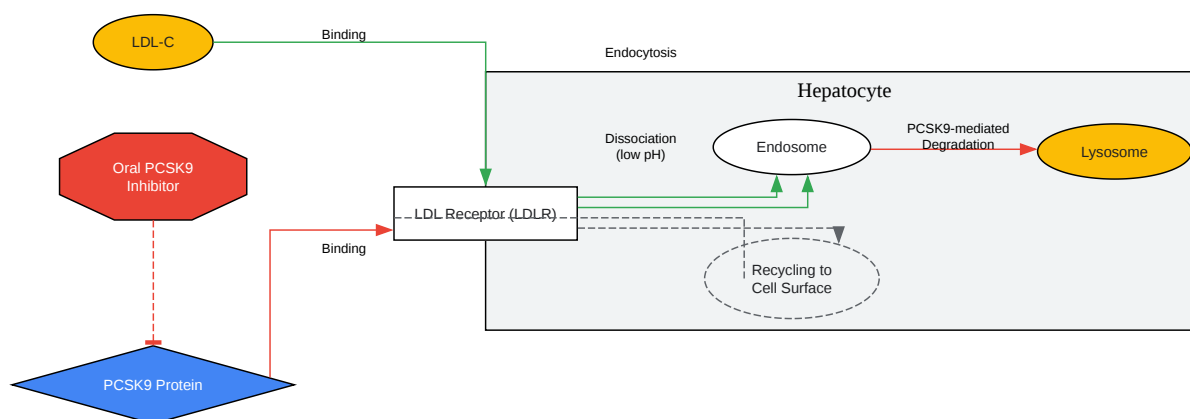 LDL-C
Binding
Endocytosis
Hepatocyte
Oral PCSK9
Inhibitor
Dissociation
(low pH)
Endosome
PCSK9-mediated
Degradation
Lysosome
LDL Receptor (LDLR)
Binding
Recycling to
Cell Surface
PCSK9 Protein